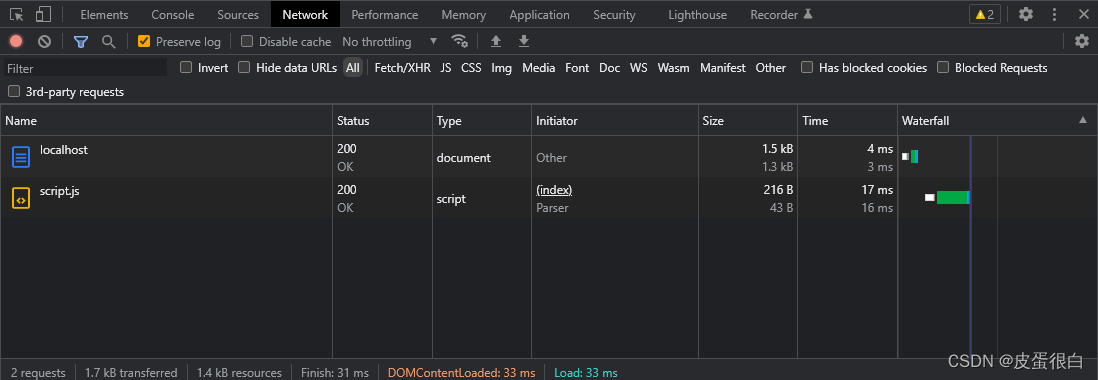 Elements Console Sources Network Performance Memory Application Security Lighthouse Recorder 2
Preserve log Disable cache No throttling
Filter Invert Hide data URLs All Fetch/XHR JS CSS Img Media Font Doc WS Wasm Manifest Other Has blocked cookies Blocked Requests
3rd-party requests
Name Status Type Initiator Size Time Waterfall
localhost 200 document Other 1.5 kB 4 ms
OK 1.3 kB 3 ms
script.js 200 script (index) 216 B 17 ms
OK Parser 43 B 16 ms
2 requests 1.7 kB transferred 1.4 kB resources Finish: 31 ms DOMContentLoaded: 33 ms Load: 33 ms
CSDN @皮蛋很白